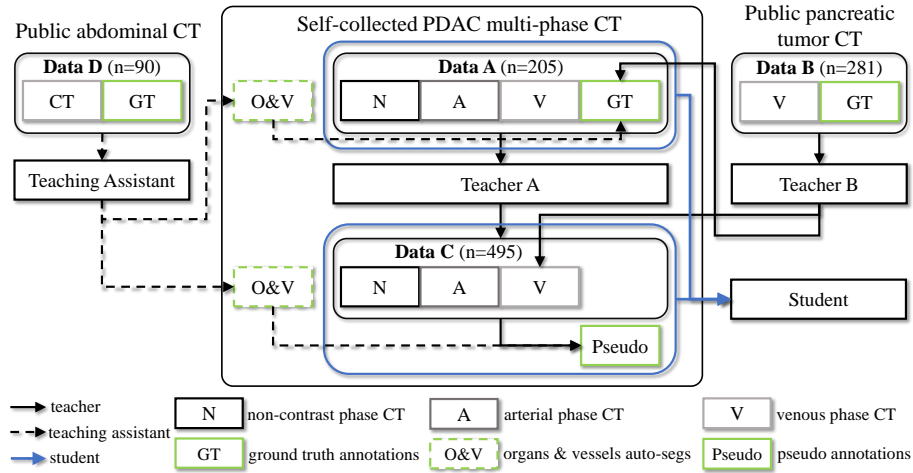 Self-collected PDAC multi-phase CT
Public abdominal CT
Public pancreatic
tumor CT
Data D (n=90)
CT GT
O&V
Data A (n=205)
N A V GT
Data B (n=281)
V GT
Teaching Assistant
Teacher A
Teacher B
Data C (n=495)
O&V
N A V
Student
Pseudo
teacher
teaching assistant
student
N non-contrast phase CT
A arterial phase CT
V venous phase CT
GT ground truth annotations
O&V organs & vessels auto-segs
Pseudo pseudo annotations